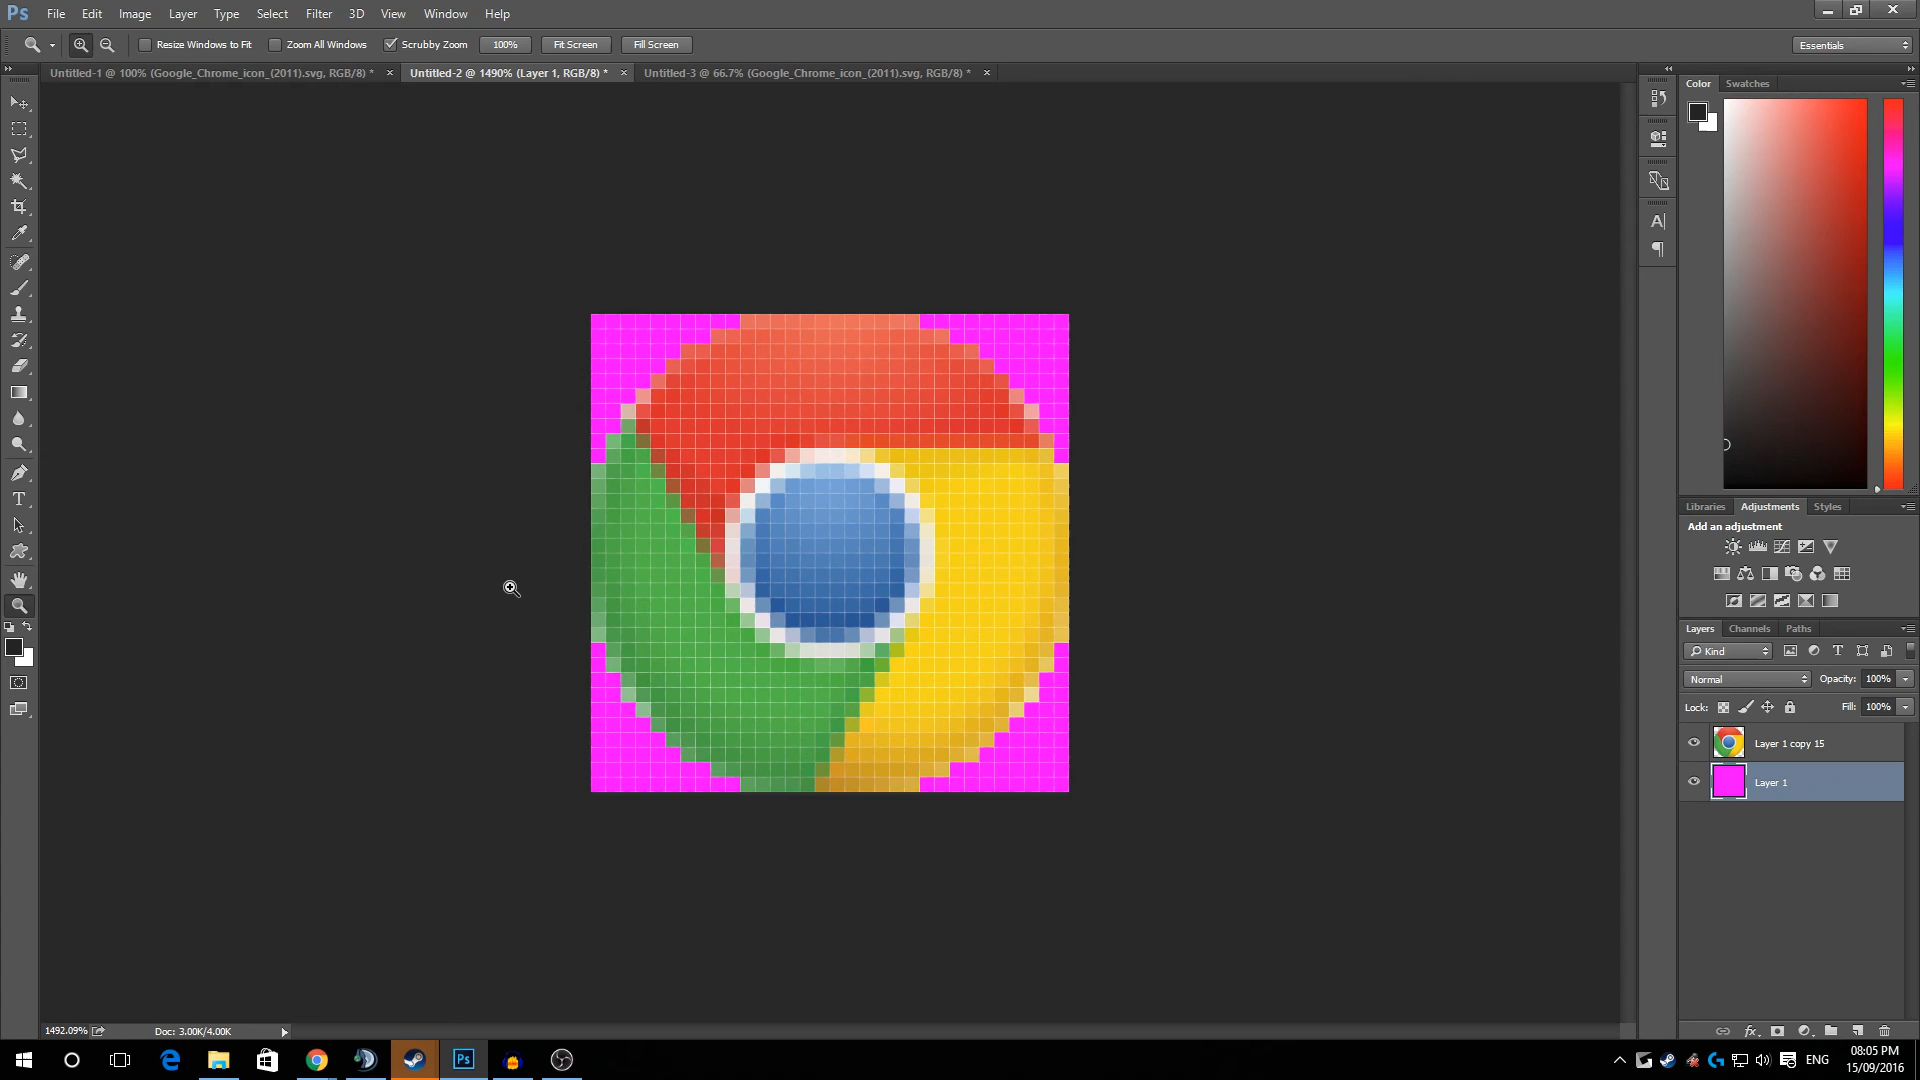 Ps File Edit Image Layer Type Select Filter 3D View Window Help
Resize Windows to Fit Zoom All Windows Scrubby Zoom 100% Fit Screen Fill Screen Essentials
Untitled-1 @ 100% (Google_Chrome_icon_(2011).svg, RGB/8) * × Untitled-2 @ 1490% (Layer 1, RGB/8) * × Untitled-3 @ 66.7% (Google_Chrome_icon_(2011).svg, RGB/8) * ×
Color Swatches
Libraries Adjustments Styles
Add an adjustment
Layers Channels Paths
Kind
Normal Opacity: 100%
Lock: Fill: 100%
Layer 1 copy 15
Layer 1
1492.09% Doc: 3.00K/4.00K
ENG 08:05 PM
15/09/2016